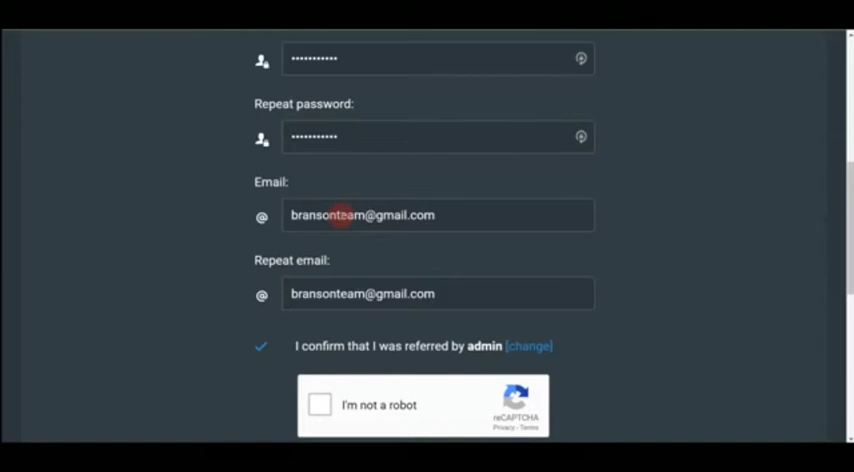 •••••••••••
Repeat password:
•••••••••••
Email:
@ bransonteam@gmail.com
Repeat email:
@ bransonteam@gmail.com
I confirm that I was referred by admin [change]
I'm not a robot
reCAPTCHA
Privacy - Terms